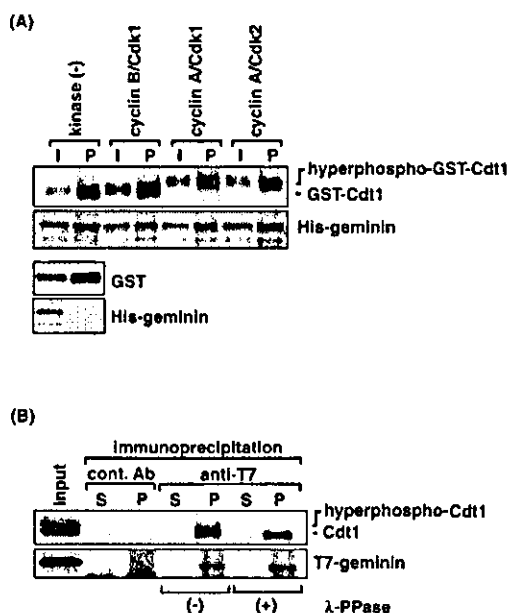 (A)
kinase (-)
cyclin B/Cdk1
cyclin A/Cdk1
cyclin A/Cdk2
I P I P I P I P
hyperphospho-GST-Cdt1
GST-Cdt1
His-geminin
GST
His-geminin
(B)
immunoprecipitation
Input
cont. Ab
anti-T7
S P S P S P
hyperphospho-Cdt1
Cdt1
T7-geminin
(-) (+) λ-PPase